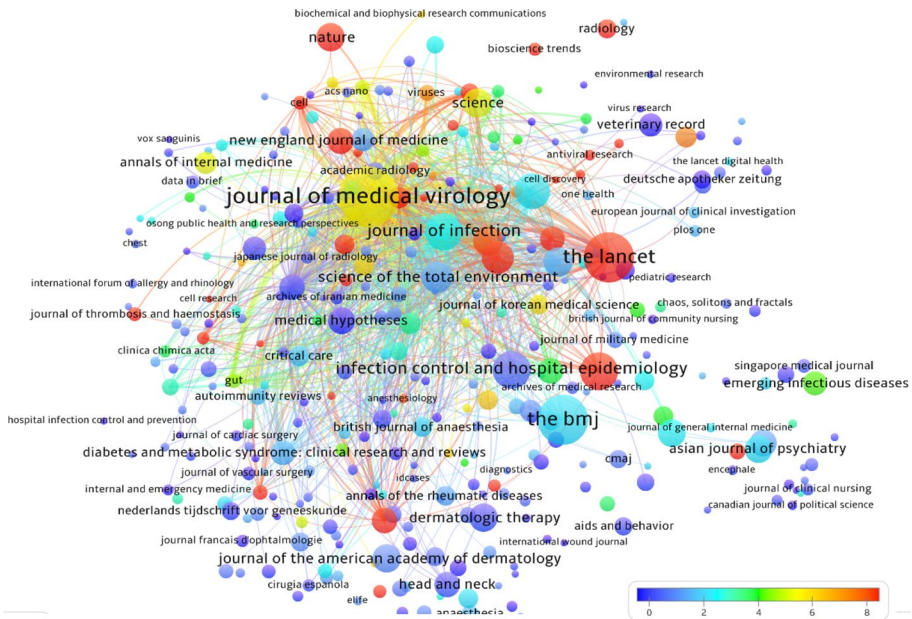 biochemical and biophysical research communications
nature
radiology
bioscience trends
environmental research
acs nano
viruses
cell
science
virus research
veterinary record
vox sanguinis
new england journal of medicine
antiviral research
annals of internal medicine
the lancet digital health
academic radiology
data in brief
cell discovery
deutsche apotheker zeitung
journal of medical virology
one health
european journal of clinical investigation
osong public health and research perspectives
journal of infection
plos one
chest
japanese journal of radiology
the lancet
science of the total environment
pediatric research
international forum of allergy and rhinology
archives of iranian medicine
cell research
journal of korean medical science
chaos, solitons and fractals
journal of thrombosis and haemostasis
medical hypotheses
british journal of community nursing
journal of military medicine
clinica chimica acta
critical care
infection control and hospital epidemiology
singapore medical journal
gut
archives of medical research
emerging infectious diseases
autoimmunity reviews
anesthesiology
hospital infection control and prevention
the bmj
british journal of anaesthesia
journal of general internal medicine
journal of cardiac surgery
diabetes and metabolic syndrome: clinical research and reviews
asian journal of psychiatry
cmaj
journal of vascular surgery
diagnostics
encephale
idcases
internal and emergency medicine
journal of clinical nursing
annals of the rheumatic diseases
canadian journal of political science
nederlands tijdschrift voor geneeskunde
dermatologic therapy
aids and behavior
journal francais d'ophtalmologie
international wound journal
journal of the american academy of dermatology
cirugia espanola
head and neck
elife
anaesthesia
0 2 4 6 8